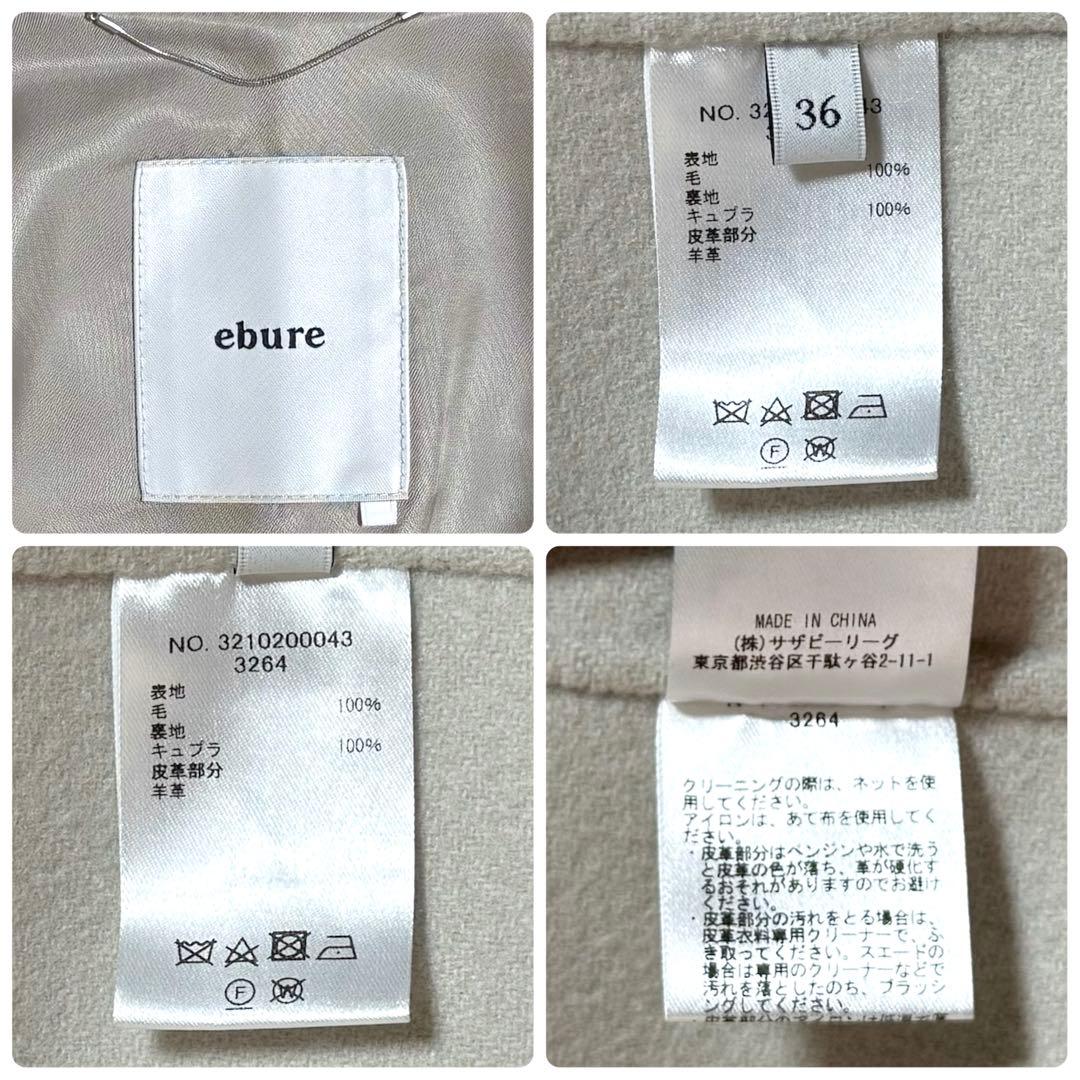 ebure
36
NO. 32 43
表地
毛 100%
裏地
キュプラ 100%
皮革部分
羊革
F
W
NO. 3210200043
3264
表地
毛 100%
裏地
キュプラ 100%
皮革部分
羊革
F
W
MADE IN CHINA
(株)サザビーリーグ
東京都渋谷区千駄ヶ谷2-11-1
3264
クリーニングの際は、ネットを使
用してください。
アイロンは、あて布を使用してく
ださい。
・皮革部分はベンジンや水で洗う
と皮革の色が落ち、革が硬化す
るおそれがありますのでお避け
ください。
・皮革部分の汚れをとる場合は、
皮革衣料専用クリーナーで、ふ
き取ってください。スエードの
場合は専用のクリーナーなどで
汚れを落としたのち、ブラッシ
ングしてください。